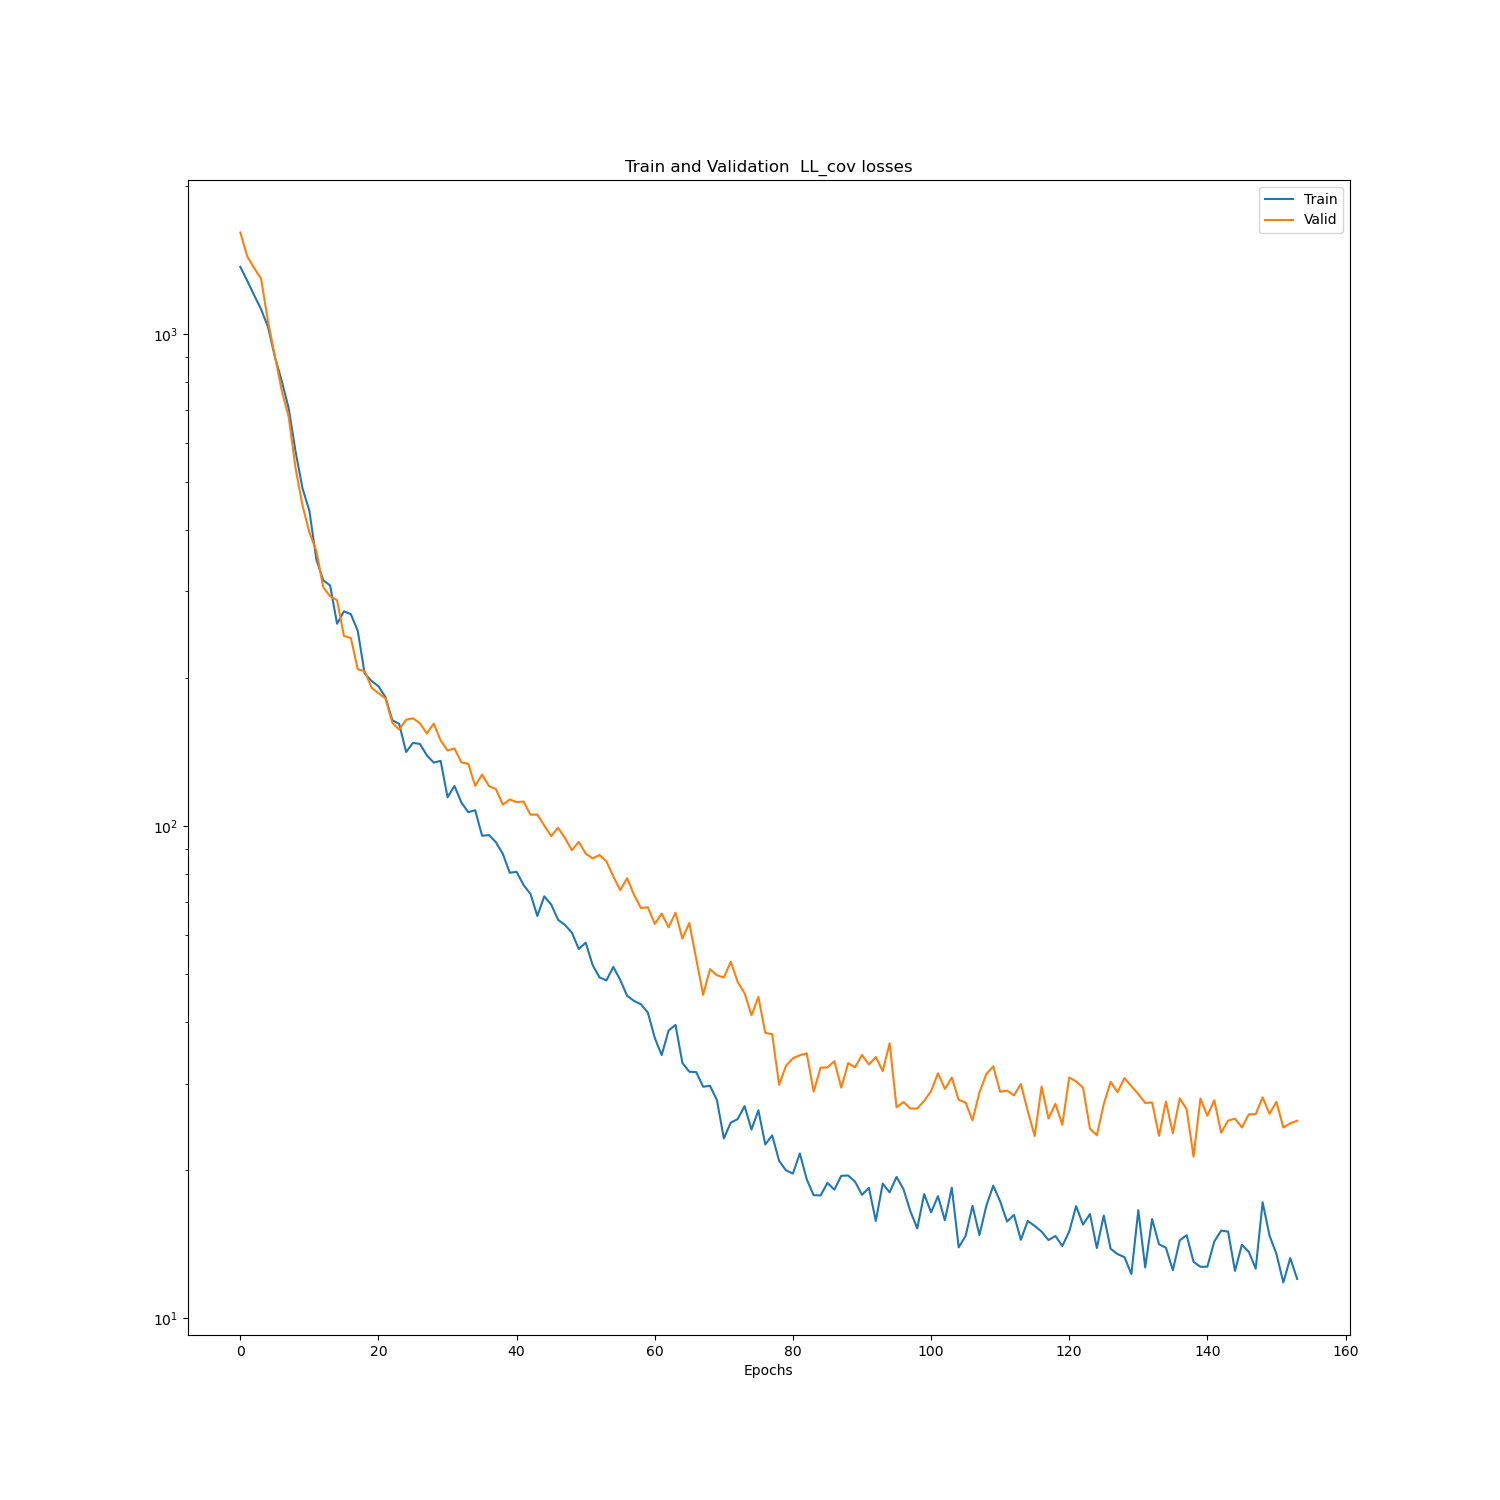 Train and Validation  LL_cov losses
Train
Valid
10³
10²
10¹
0 20 40 60 80 100 120 140 160
Epochs